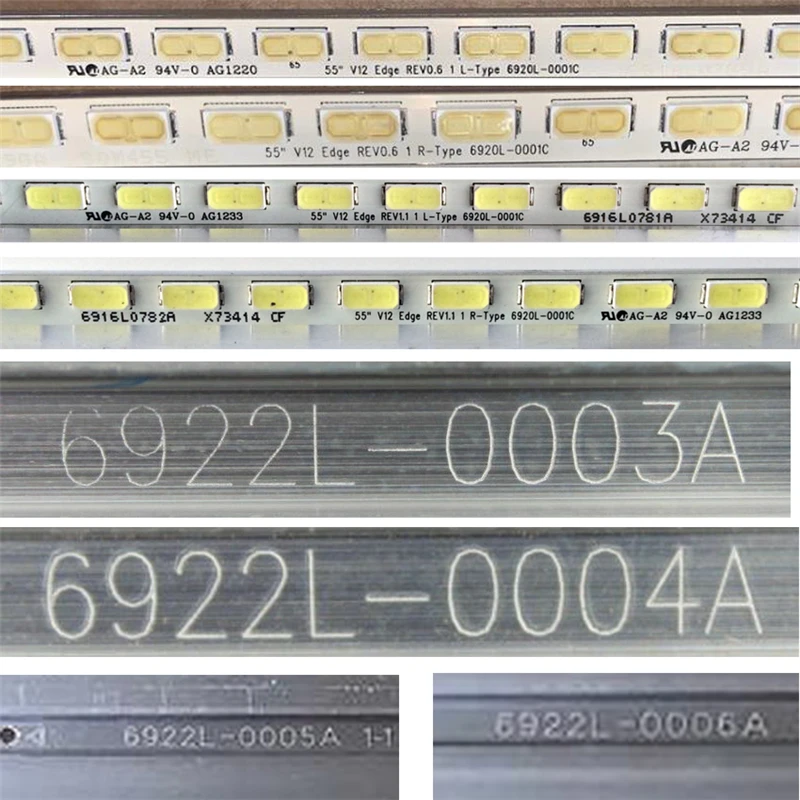 65
AG-A2 94V-0 AG1220 55" V12 Edge REV0.6 1 L-Type 6920L-0001C
65
55" V12 Edge REV0.6 1 R-Type 6920L-0001C AG-A2 94V-
AG-A2 94V-0 AG1233 55" V12 Edge REV1.1 1 L-Type 6920L-0001C 6916L0781A X73414 CF
6916L0782A X73414 CF 55" V12 Edge REV1.1 1 R-Type 6920L-0001C AG-A2 94V-0 AG1233
6922L-0003A
6922L-0004A
6922L-0005A 1-1
6922L-0006A